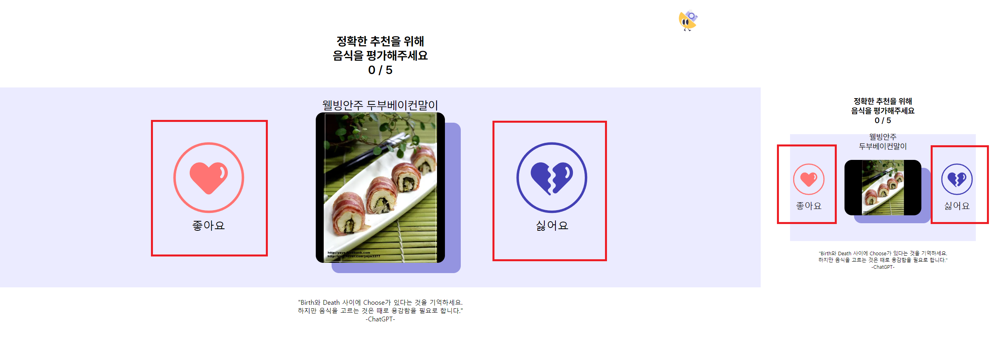 정확한 추천을 위해
음식을 평가해주세요
0 / 5
웰빙안주 두부베이컨말이
http://yeye-foodbank.com
http://blog.naver.com/yeye3377
좋아요
싫어요
"Birth와 Death 사이에 Choose가 있다는 것을 기억하세요.
하지만 음식을 고르는 것은 때로 용감함을 필요로 합니다."
-ChatGPT-
정확한 추천을 위해
음식을 평가해주세요
0 / 5
웰빙안주
두부베이컨말이
좋아요
싫어요
"Birth와 Death 사이에 Choose가 있다는 것을 기억하세요.
하지만 음식을 고르는 것은 때로 용감함을 필요로 합니다."
-ChatGPT-